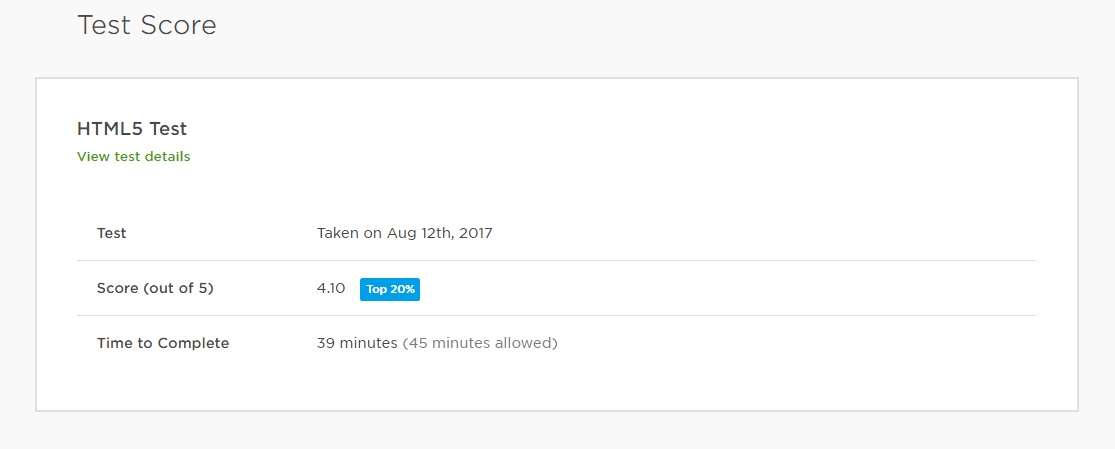 Test Score
HTML5 Test
View test details
Test Taken on Aug 12th, 2017
Score (out of 5) 4.10 Top 20%
Time to Complete 39 minutes (45 minutes allowed)